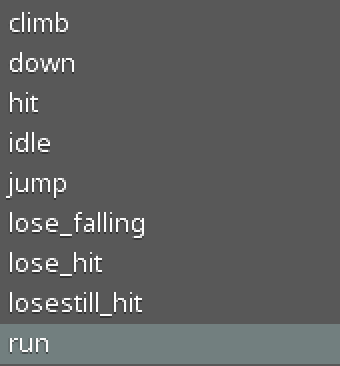 climb
down
hit
idle
jump
lose_falling
lose_hit
losestill_hit
run